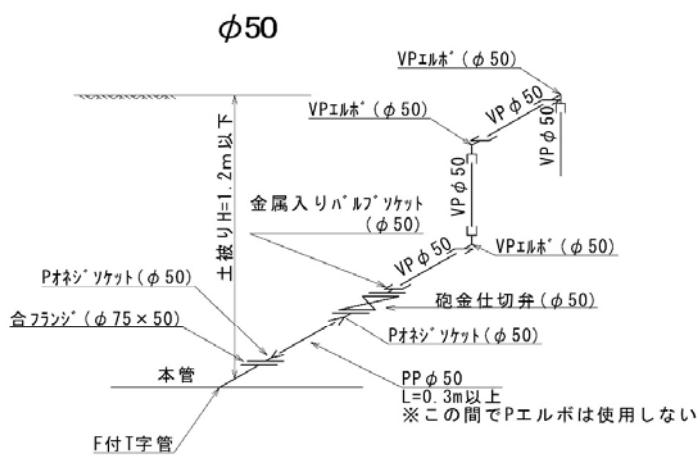 φ50
VPｴﾙﾎﾞ(φ50)
VPφ50
VPｴﾙﾎﾞ(φ50)
VPφ50
土被りH=1.2m以下
VPφ50
金属入りﾊﾞﾙﾌﾞｿｹｯﾄ
(φ50)
VPｴﾙﾎﾞ(φ50)
VPφ50
Pオネジｿｹｯﾄ(φ50)
砲金仕切弁(φ50)
合ﾌﾗﾝｼﾞ(φ75×50)
Pオネジｿｹｯﾄ(φ50)
本管
PPφ50
L=0.3m以上
※この間でPエルボは使用しない
F付T字管